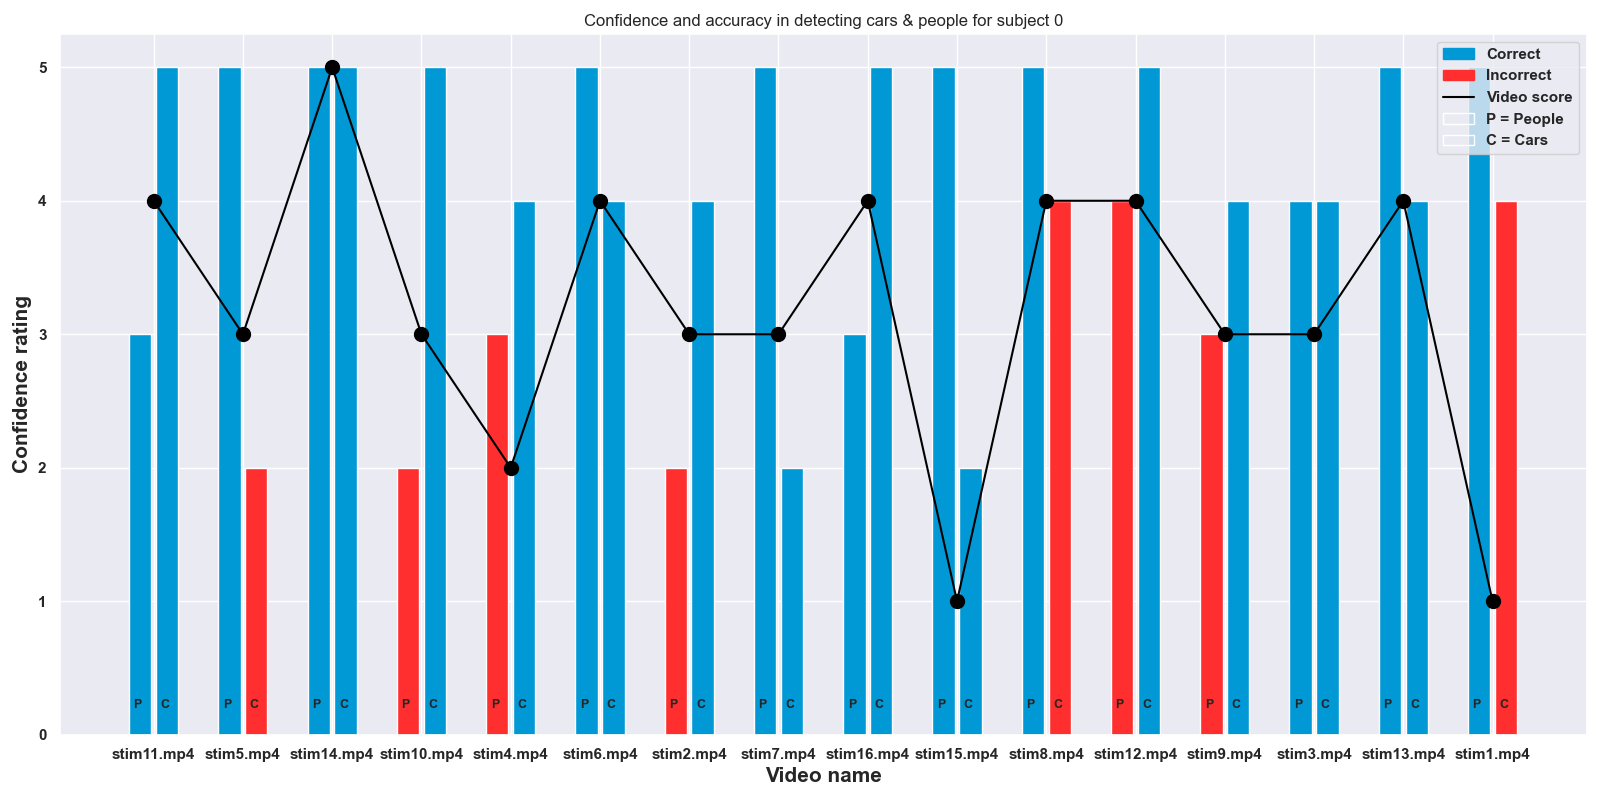 Confidence and accuracy in detecting cars & people for subject 0
Correct
Incorrect
Video score
P = People
C = Cars
Confidence rating
5
4
3
2
1
0
P C P C P C P C P C P C P C P C P C P C P C P C P C P C P C P C
stim11.mp4 stim5.mp4 stim14.mp4 stim10.mp4 stim4.mp4 stim6.mp4 stim2.mp4 stim7.mp4 stim16.mp4 stim15.mp4 stim8.mp4 stim12.mp4 stim9.mp4 stim3.mp4 stim13.mp4 stim1.mp4
Video name